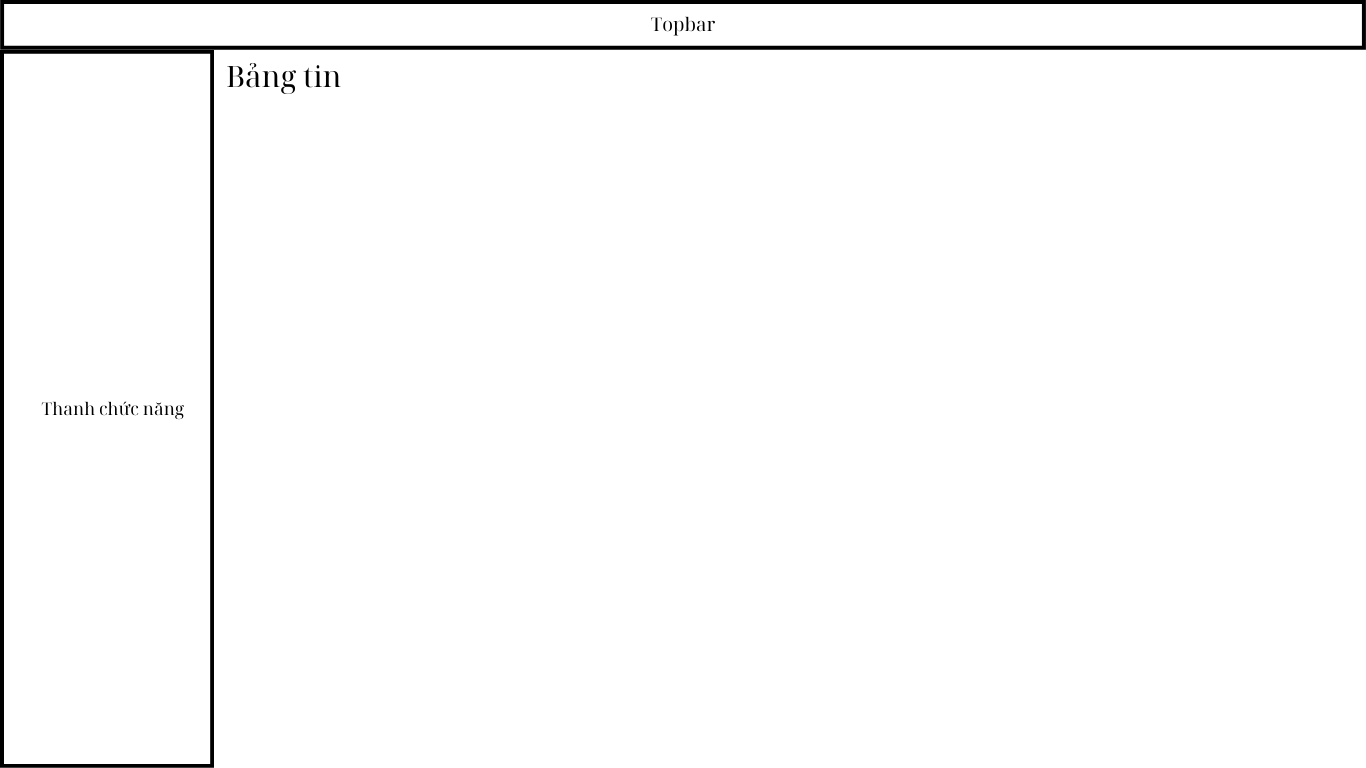 Topbar
Bảng tin
Thanh chức năng